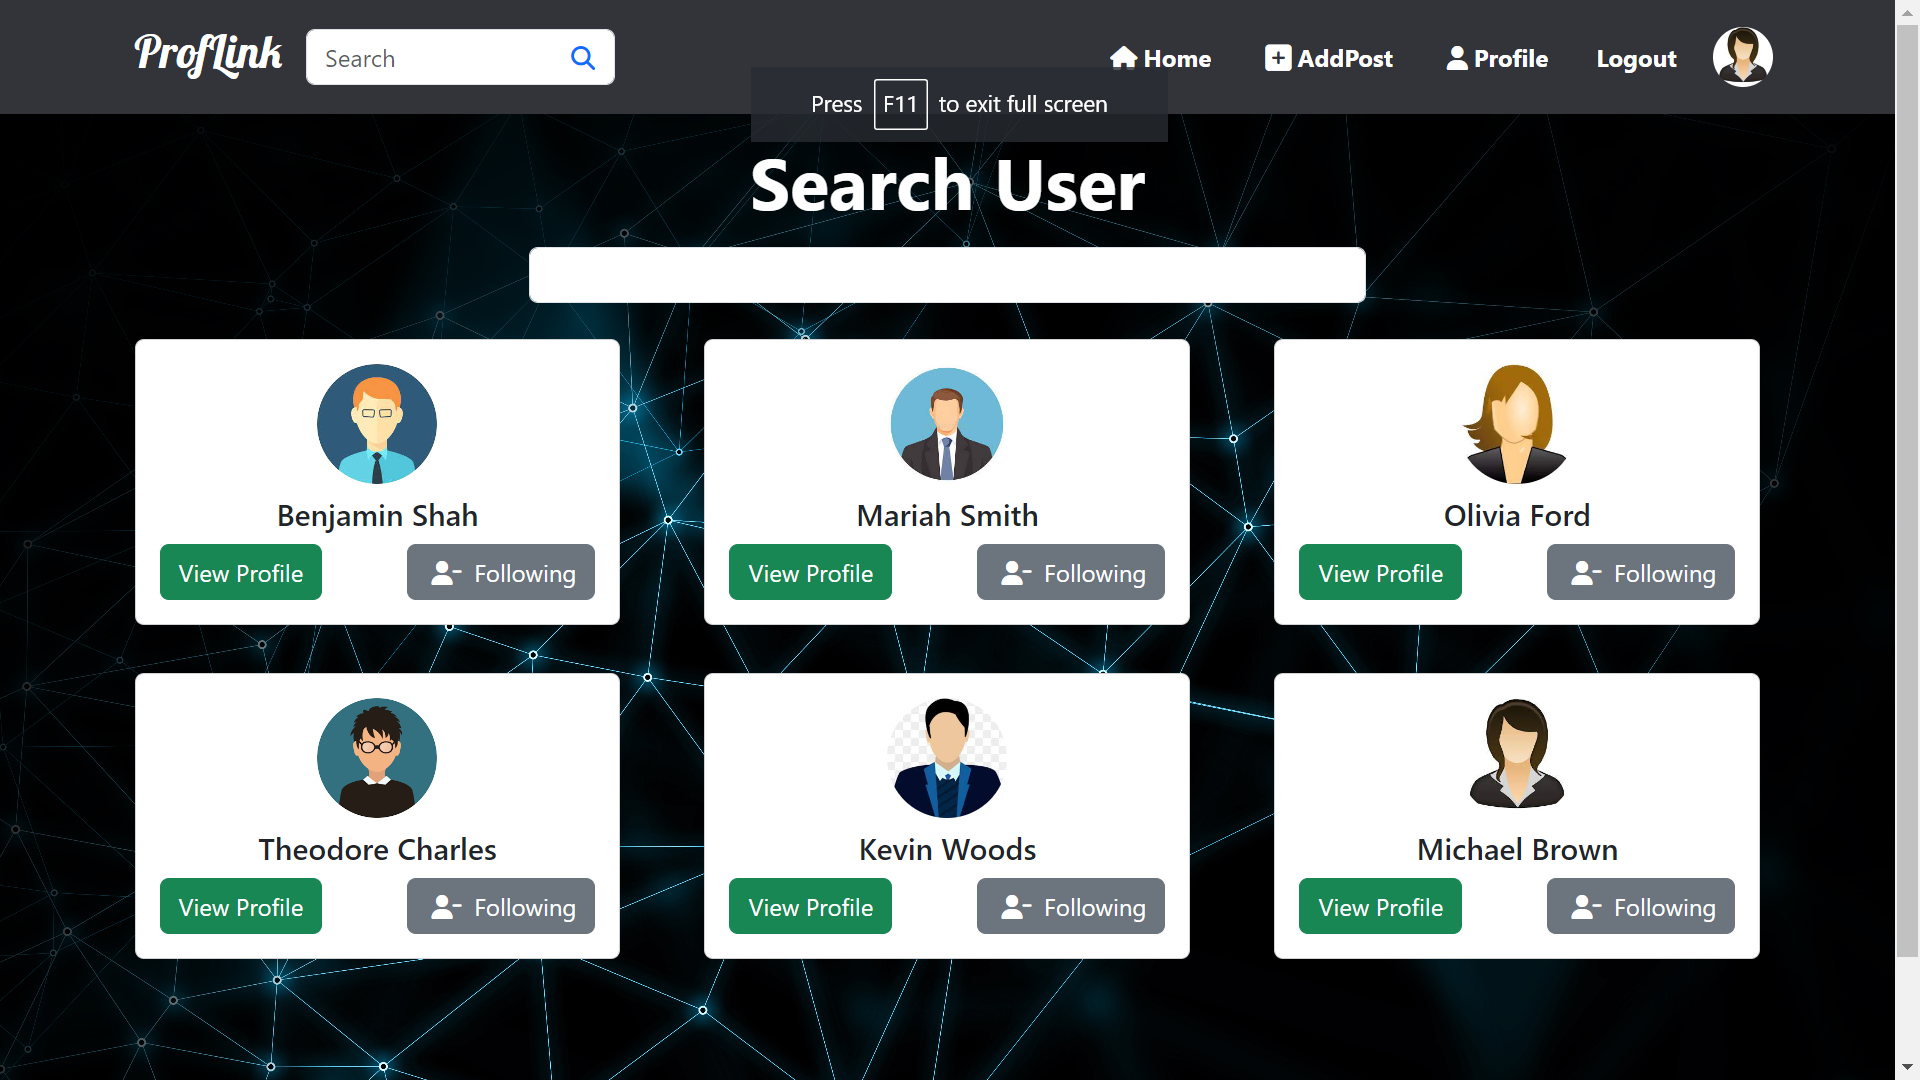 ProfLink
Search
Home
AddPost
Profile
Logout
Press F11 to exit full screen
Search User
Benjamin Shah
View Profile
Following
Mariah Smith
View Profile
Following
Olivia Ford
View Profile
Following
Theodore Charles
View Profile
Following
Kevin Woods
View Profile
Following
Michael Brown
View Profile
Following